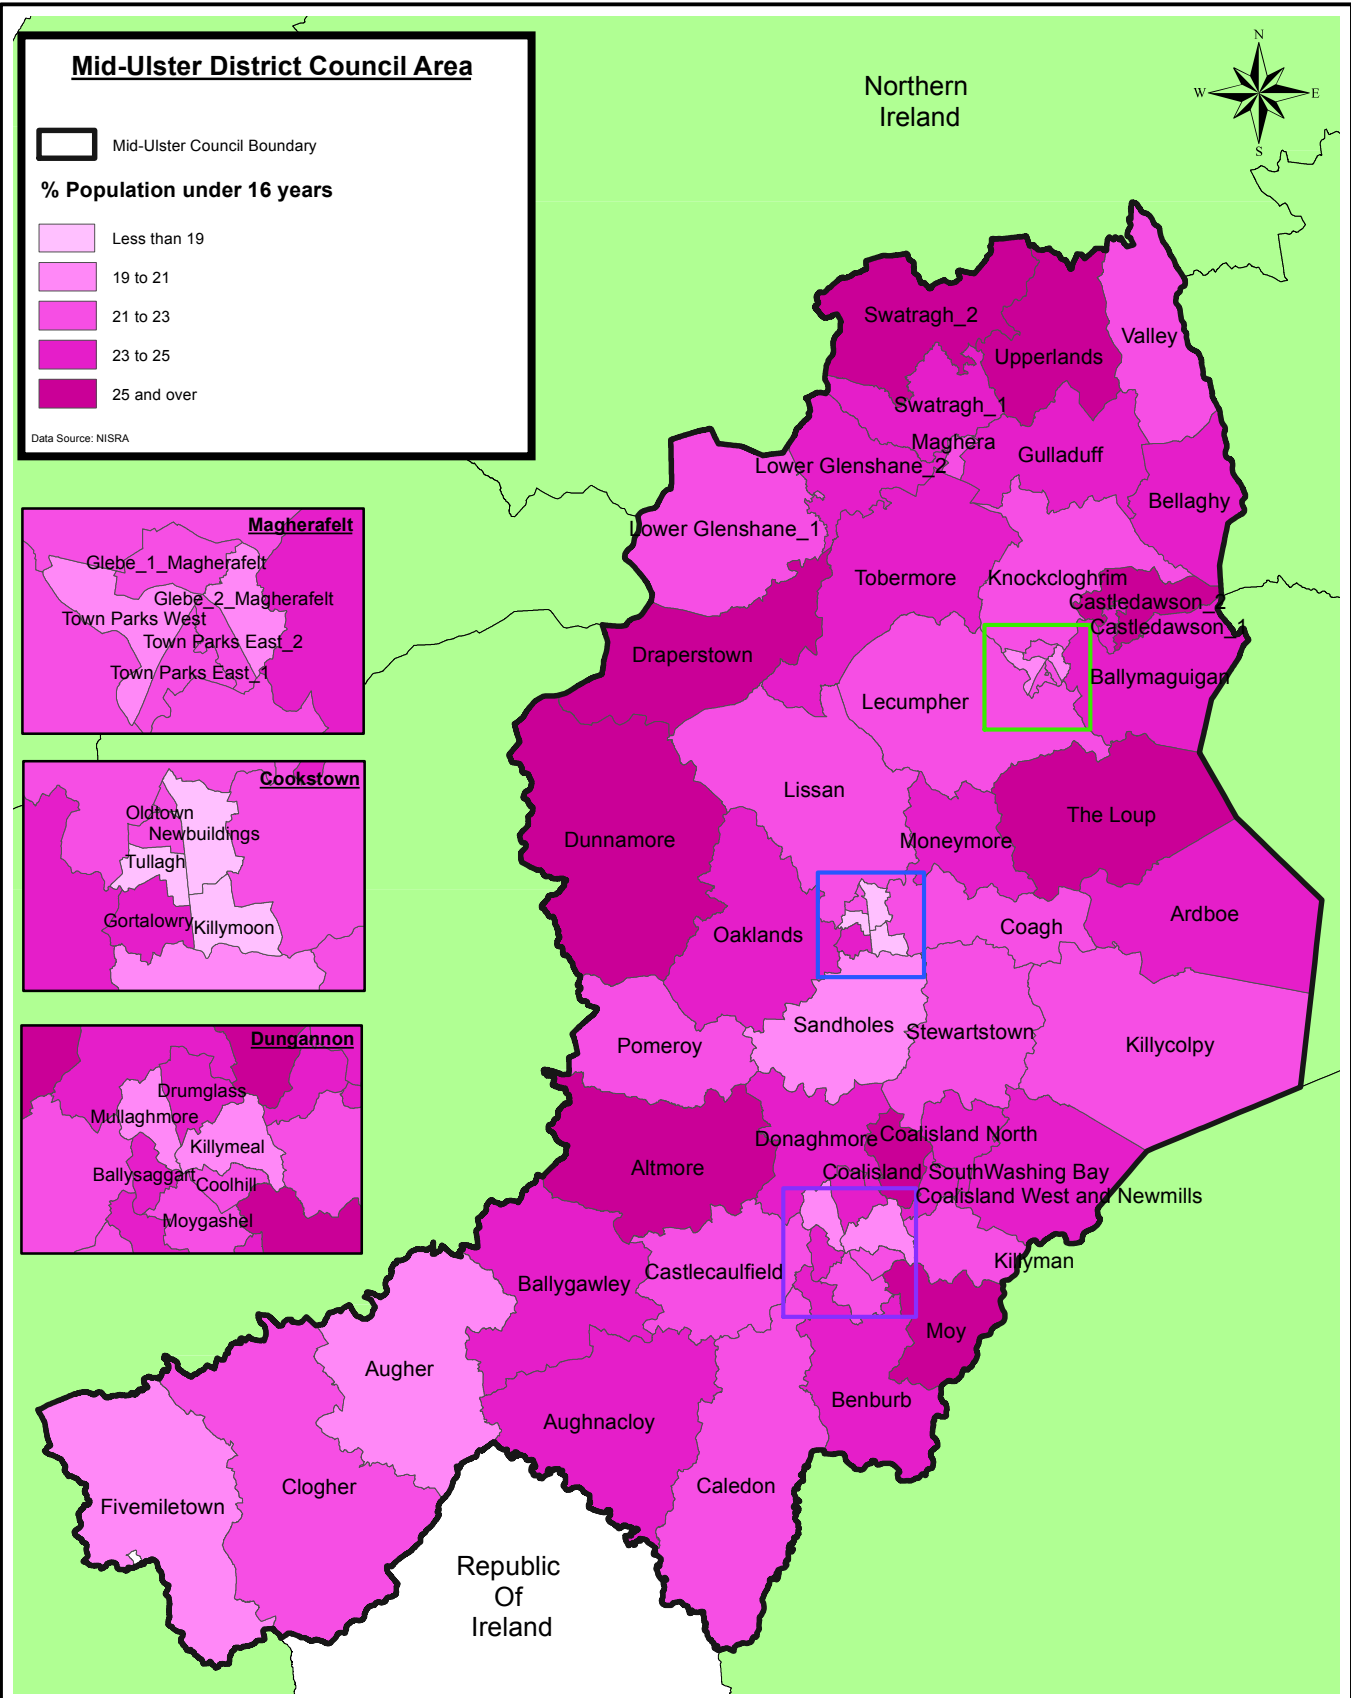 Mid-Ulster District Council Area
Mid-Ulster Council Boundary
% Population under 16 years
Less than 19
19 to 21
21 to 23
23 to 25
25 and over
Data Source: NISRA
Northern
Ireland
N
W
E
S
Magherafelt
Glebe_1_Magherafelt
Glebe_2_Magherafelt
Town Parks West
Town Parks East_2
Town Parks East_1
Cookstown
Oldtown
Newbuildings
Tullagh
Gortalowry
Killymoon
Dungannon
Drumglass
Mullaghmore
Killymeal
Ballysaggart
Coolhill
Moygashel
Swatragh_2
Valley
Upperlands
Swatragh_1
Maghera
Gulladuff
Lower Glenshane_2
Bellaghy
Lower Glenshane_1
Tobermore
Knockcloghrim
Castledawson_2
Castledawson_1
Draperstown
Ballymaguigan
Lecumpher
Lissan
The Loup
Dunnamore
Moneymore
Ardboe
Oaklands
Coagh
Sandholes
Stewartstown
Pomeroy
Killycolpy
Donaghmore
Coalisland North
Altmore
Coalisland South
Washing Bay
Coalisland West and Newmills
Killyman
Ballygawley
Castlecaulfield
Moy
Augher
Benburb
Aughnacloy
Clogher
Caledon
Fivemiletown
Republic
Of
Ireland